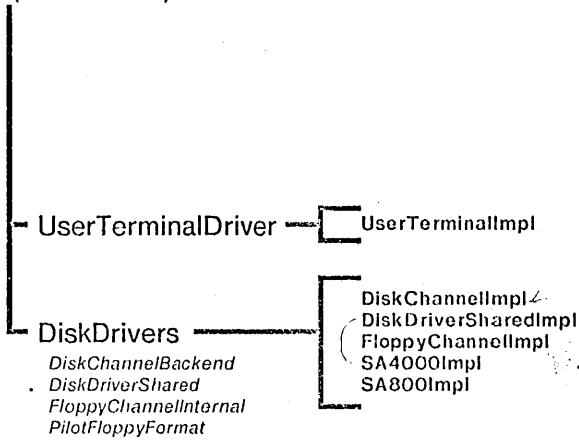 UserTerminalDriver
UserTerminalImpl
DiskDrivers
DiskChannelBackend
DiskDriverShared
FloppyChannelInternal
PilotFloppyFormat
DiskChannelImpl
DiskDriverSharedImpl
FloppyChannelImpl
SA4000Impl
SA800Impl